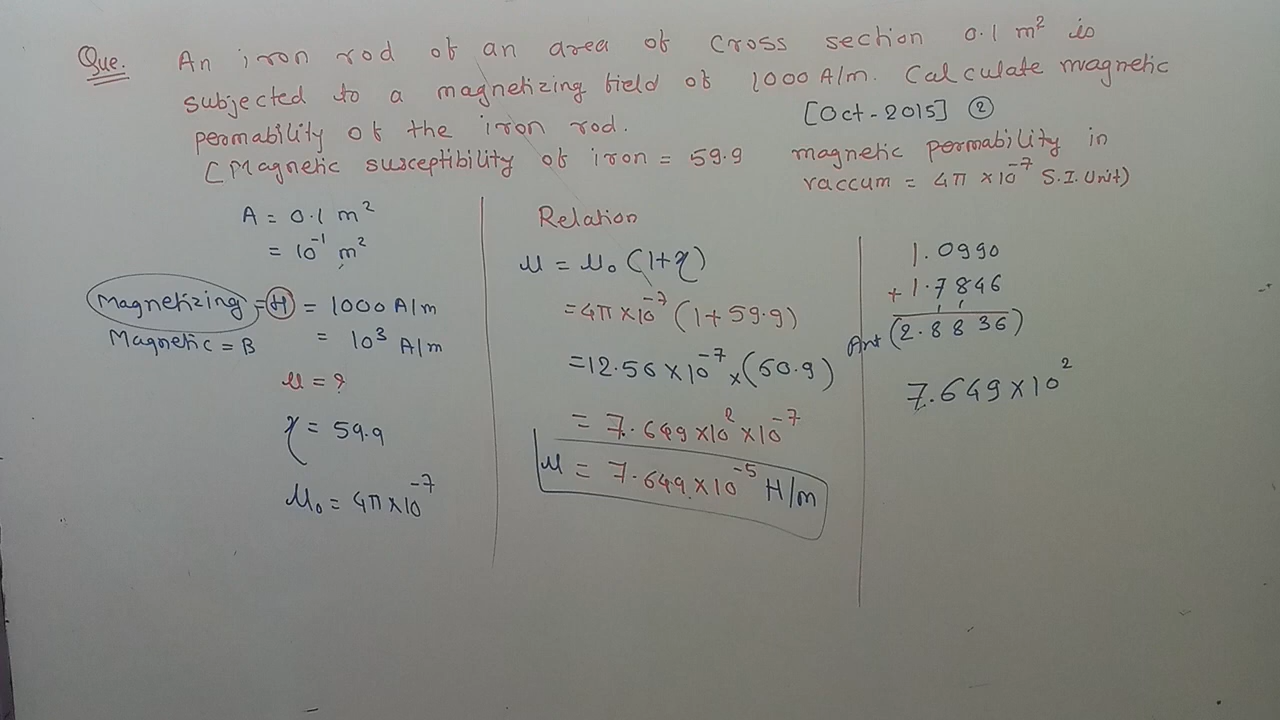 Que. An iron rod of an area of cross section 0.1 m² is
subjected to a magnetizing field of 1000 A/m. Calculate magnetic
permability of the iron rod. [Oct-2015] ②
[Magnetic susceptibility of iron = 59.9 magnetic permability in
vaccum = 4π ×10⁻⁷ S.I. Unit)
A = 0.1 m²
= 10⁻¹ m²
Magnetizing = H = 1000 A/m
Magnetic = B = 10³ A/m
μ = ?
χ = 59.9
μ₀ = 4π×10⁻⁷
Relation
μ = μ₀ (1+χ)
= 4π×10⁻⁷ (1+59.9)
= 12.56×10⁻⁷ × (60.9)
= 7.649×10² ×10⁻⁷
μ = 7.649×10⁻⁵ H/m
1.0990
+ 1.7846
Ant (2.8836)
7.649×10²